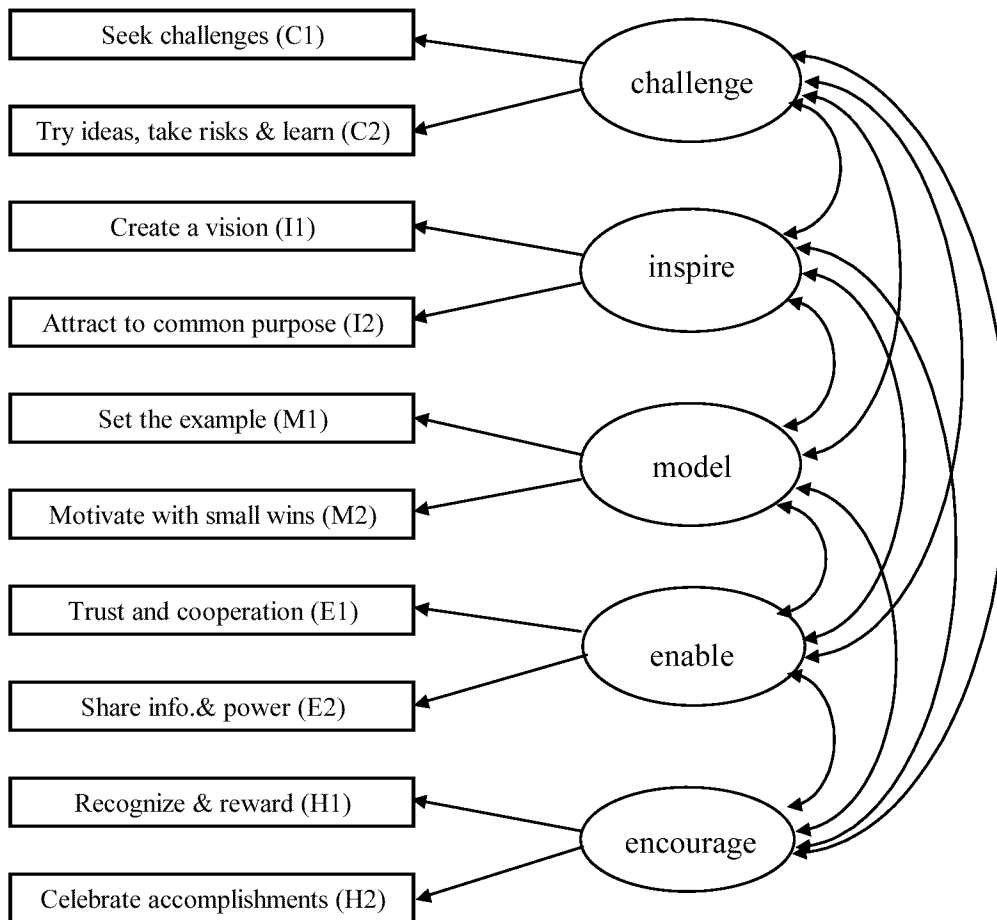 Seek challenges (C1)
challenge
Try ideas, take risks & learn (C2)
Create a vision (I1)
inspire
Attract to common purpose (I2)
Set the example (M1)
model
Motivate with small wins (M2)
Trust and cooperation (E1)
enable
Share info.& power (E2)
Recognize & reward (H1)
encourage
Celebrate accomplishments (H2)